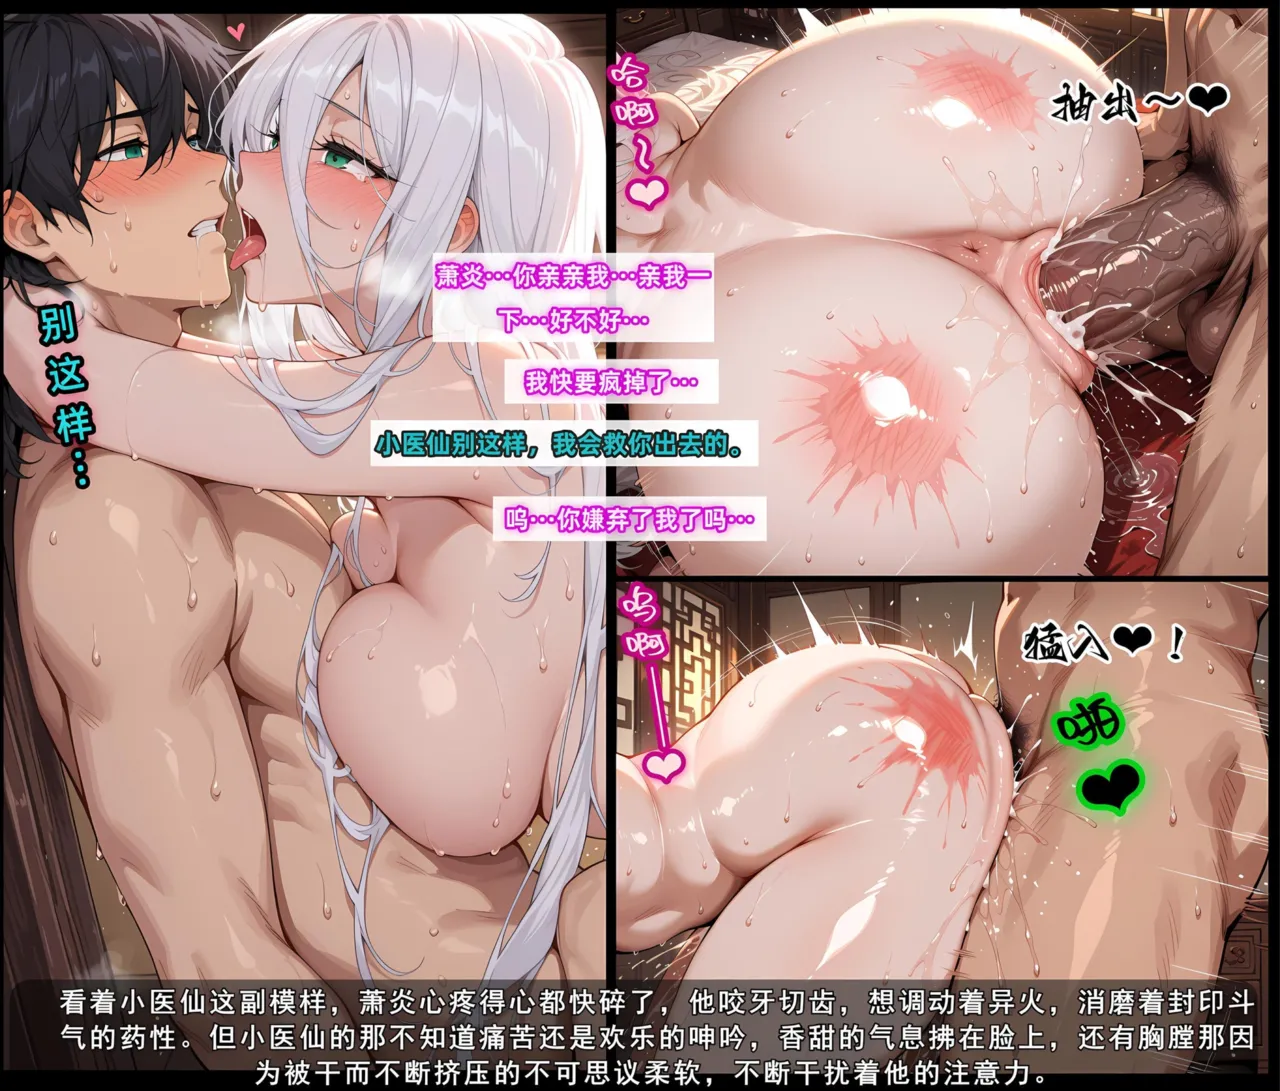 别这样…
萧炎…你亲亲我…亲我一
下…好不好…
我快要疯掉了…
小医仙别这样，我会救你出去的。
呜…你嫌弃了我了吗…
哈啊～
抽出～
呜啊
猛入！
啪
看着小医仙这副模样，萧炎心疼得心都快碎了，他咬牙切齿，想调动着异火，消磨着封印斗
气的药性。但小医仙的那不知道痛苦还是欢乐的呻吟，香甜的气息拂在脸上，还有胸膛那因
为被干而不断挤压的不可思议柔软，不断干扰着他的注意力。